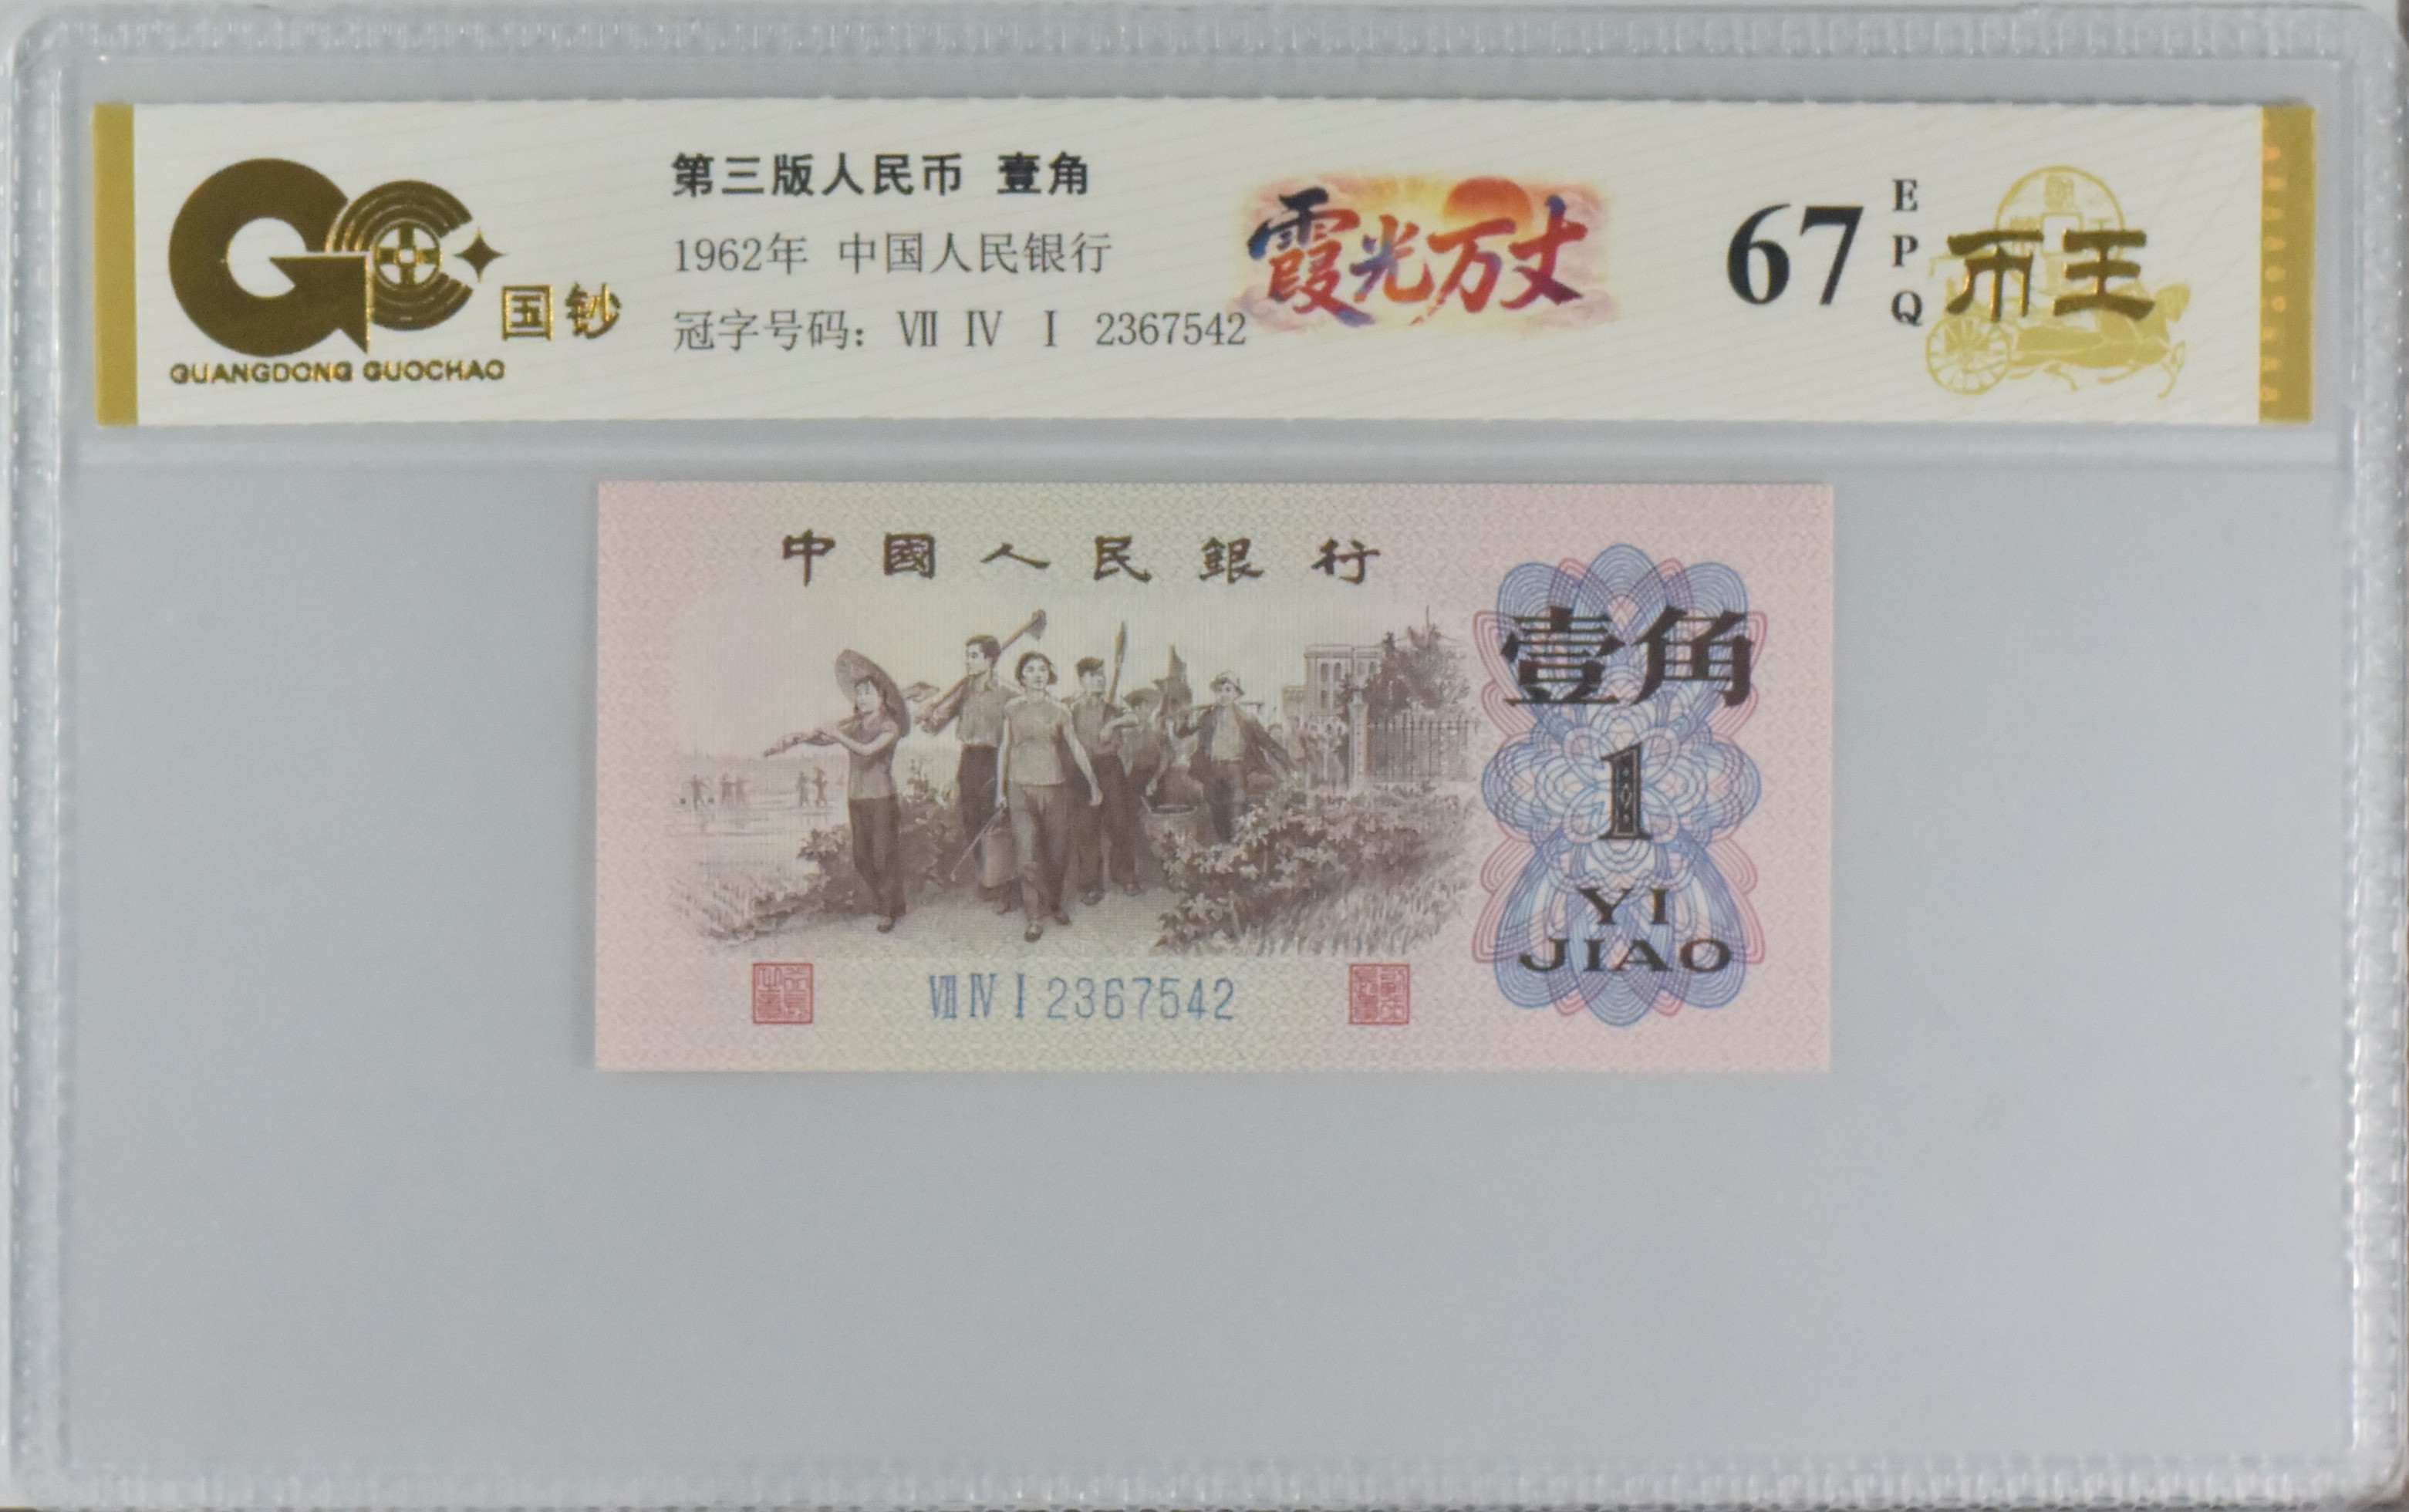 国钞
GUANGDONG GUOCHAO
第三版人民币 壹角
1962年 中国人民银行
冠字号码：Ⅶ Ⅳ Ⅰ 2367542
霞光万丈
67
EPQ
币王
中國人民銀行
壹角
1
YI
JIAO
Ⅶ Ⅳ Ⅰ 2367542